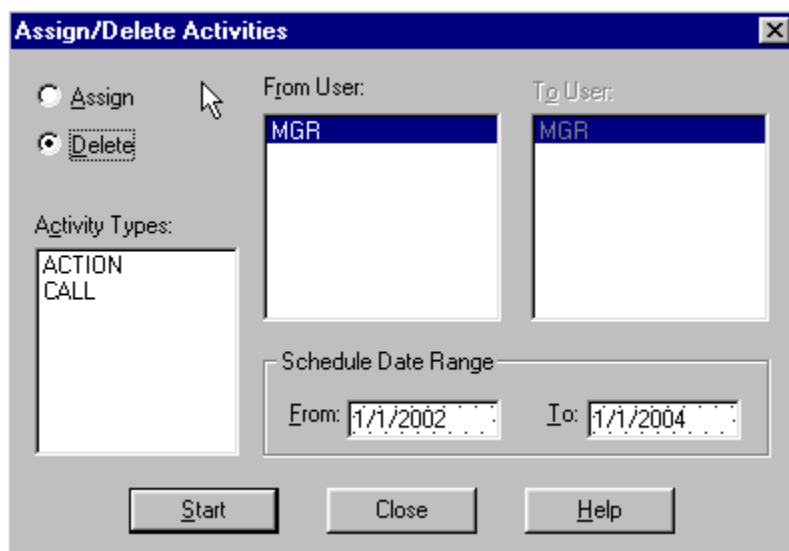 Assign/Delete Activities
Assign
Delete
From User:
MGR
To User:
MGR
Activity Types:
ACTION
CALL
Schedule Date Range
From: 1/1/2002 To: 1/1/2004
Start Close Help